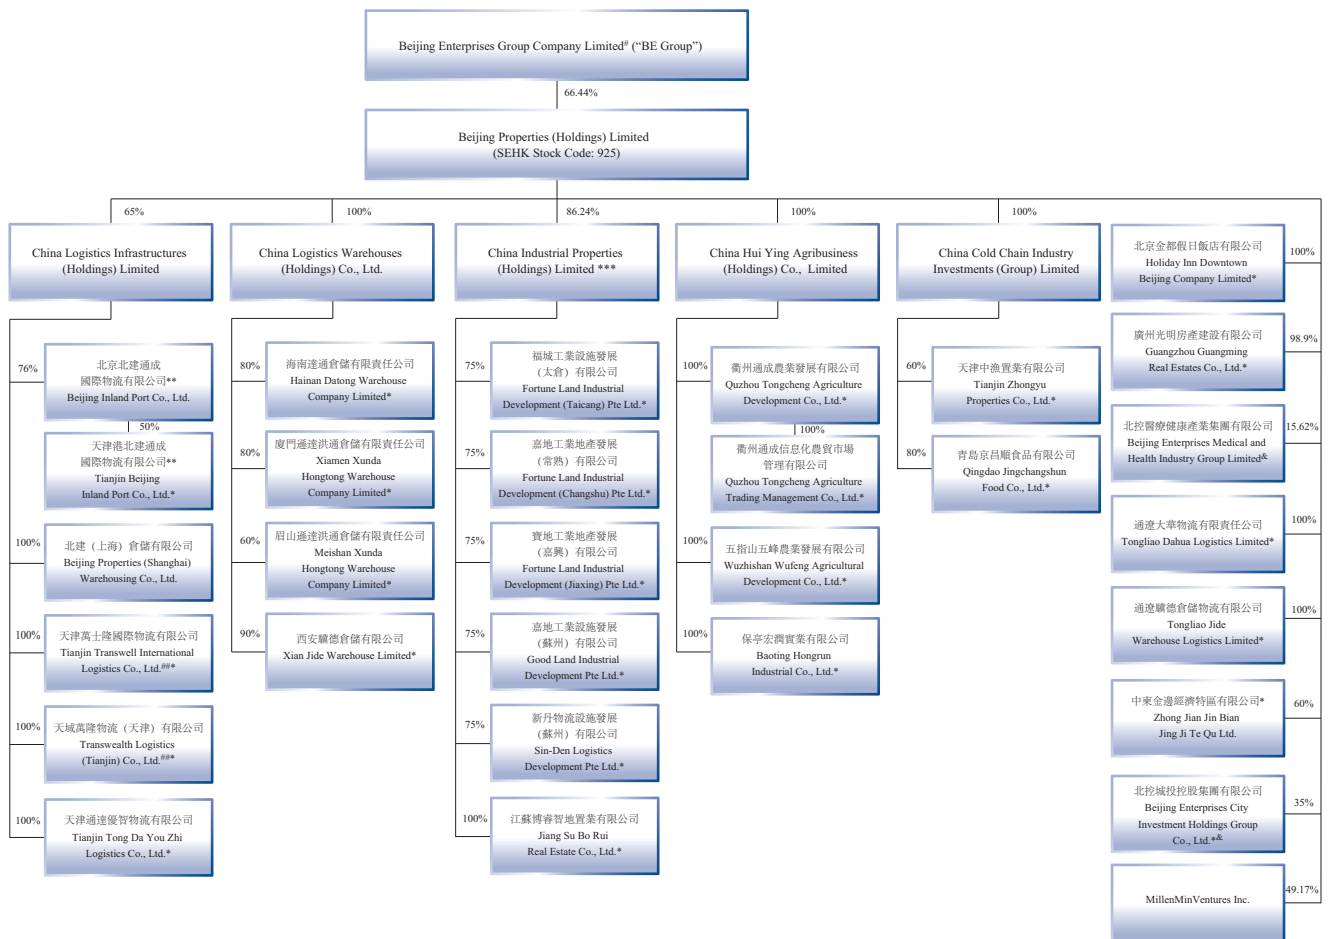 Beijing Enterprises Group Company Limited# (“BE Group”)
66.44%
Beijing Properties (Holdings) Limited
(SEHK Stock Code: 925)
65%
China Logistics Infrastructures
(Holdings) Limited
76%
北京北建通成
國際物流有限公司**
Beijing Inland Port Co., Ltd.
50%
天津港北建通成
國際物流有限公司**
Tianjin Beijing
Inland Port Co., Ltd.*
100%
北建（上海）倉儲有限公司
Beijing Properties (Shanghai)
Warehousing Co., Ltd.
100%
天津萬士隆國際物流有限公司
Tianjin Transwell International
Logistics Co., Ltd.##*
100%
天域萬隆物流（天津）有限公司
Transwealth Logistics
(Tianjin) Co., Ltd.##*
100%
天津通達優智物流有限公司
Tianjin Tong Da You Zhi
Logistics Co., Ltd.*
100%
China Logistics Warehouses
(Holdings) Co., Ltd.
80%
海南達通倉儲有限責任公司
Hainan Datong Warehouse
Company Limited*
80%
廈門遜達洪通倉儲有限責任公司
Xiamen Xunda
Hongtong Warehouse
Company Limited*
60%
眉山遜達洪通倉儲有限責任公司
Meishan Xunda
Hongtong Warehouse
Company Limited*
90%
西安驥德倉儲有限公司
Xian Jide Warehouse Limited*
86.24%
China Industrial Properties
(Holdings) Limited ***
75%
福城工業設施發展
（太倉）有限公司
Fortune Land Industrial
Development (Taicang) Pte Ltd.*
75%
嘉地工業地產發展
（常熟）有限公司
Fortune Land Industrial
Development (Changshu) Pte Ltd.*
75%
寶地工業地產發展
（嘉興）有限公司
Fortune Land Industrial
Development (Jiaxing) Pte Ltd.*
75%
嘉地工業設施發展
（蘇州）有限公司
Good Land Industrial
Development Pte Ltd.*
75%
新丹物流設施發展
（蘇州）有限公司
Sin-Den Logistics
Development Pte Ltd.*
100%
江蘇博睿智地置業有限公司
Jiang Su Bo Rui
Real Estate Co., Ltd.*
100%
China Hui Ying Agribusiness
(Holdings) Co., Limited
100%
衢州通成農業發展有限公司
Quzhou Tongcheng Agriculture
Development Co., Ltd.*
100%
衢州通成信息化農貿市場
管理有限公司
Quzhou Tongcheng Agriculture
Trading Management Co., Ltd.*
100%
五指山五峰農業發展有限公司
Wuzhishan Wufeng Agricultural
Development Co., Ltd.*
100%
保亭宏潤實業有限公司
Baoting Hongrun
Industrial Co., Ltd.*
100%
China Cold Chain Industry
Investments (Group) Limited
60%
天津中漁置業有限公司
Tianjin Zhongyu
Properties Co., Ltd.*
80%
青島京昌順食品有限公司
Qingdao Jingchangshun
Food Co., Ltd.*
北京金都假日飯店有限公司
Holiday Inn Downtown
Beijing Company Limited*
100%
廣州光明房產建設有限公司
Guangzhou Guangming
Real Estates Co., Ltd.*
98.9%
北控醫療健康產業集團有限公司
Beijing Enterprises Medical and
Health Industry Group Limited&
15.62%
通遼大華物流有限責任公司
Tongliao Dahua Logistics Limited*
100%
通遼驥德倉儲物流有限公司
Tongliao Jide
Warehouse Logistics Limited*
100%
中柬金邊經濟特區有限公司*
Zhong Jian Jin Bian
Jing Ji Te Qu Ltd.
60%
北控城投控股集團有限公司
Beijing Enterprises City
Investment Holdings Group
Co., Ltd.*&
35%
MillenMinVentures Inc.
49.17%